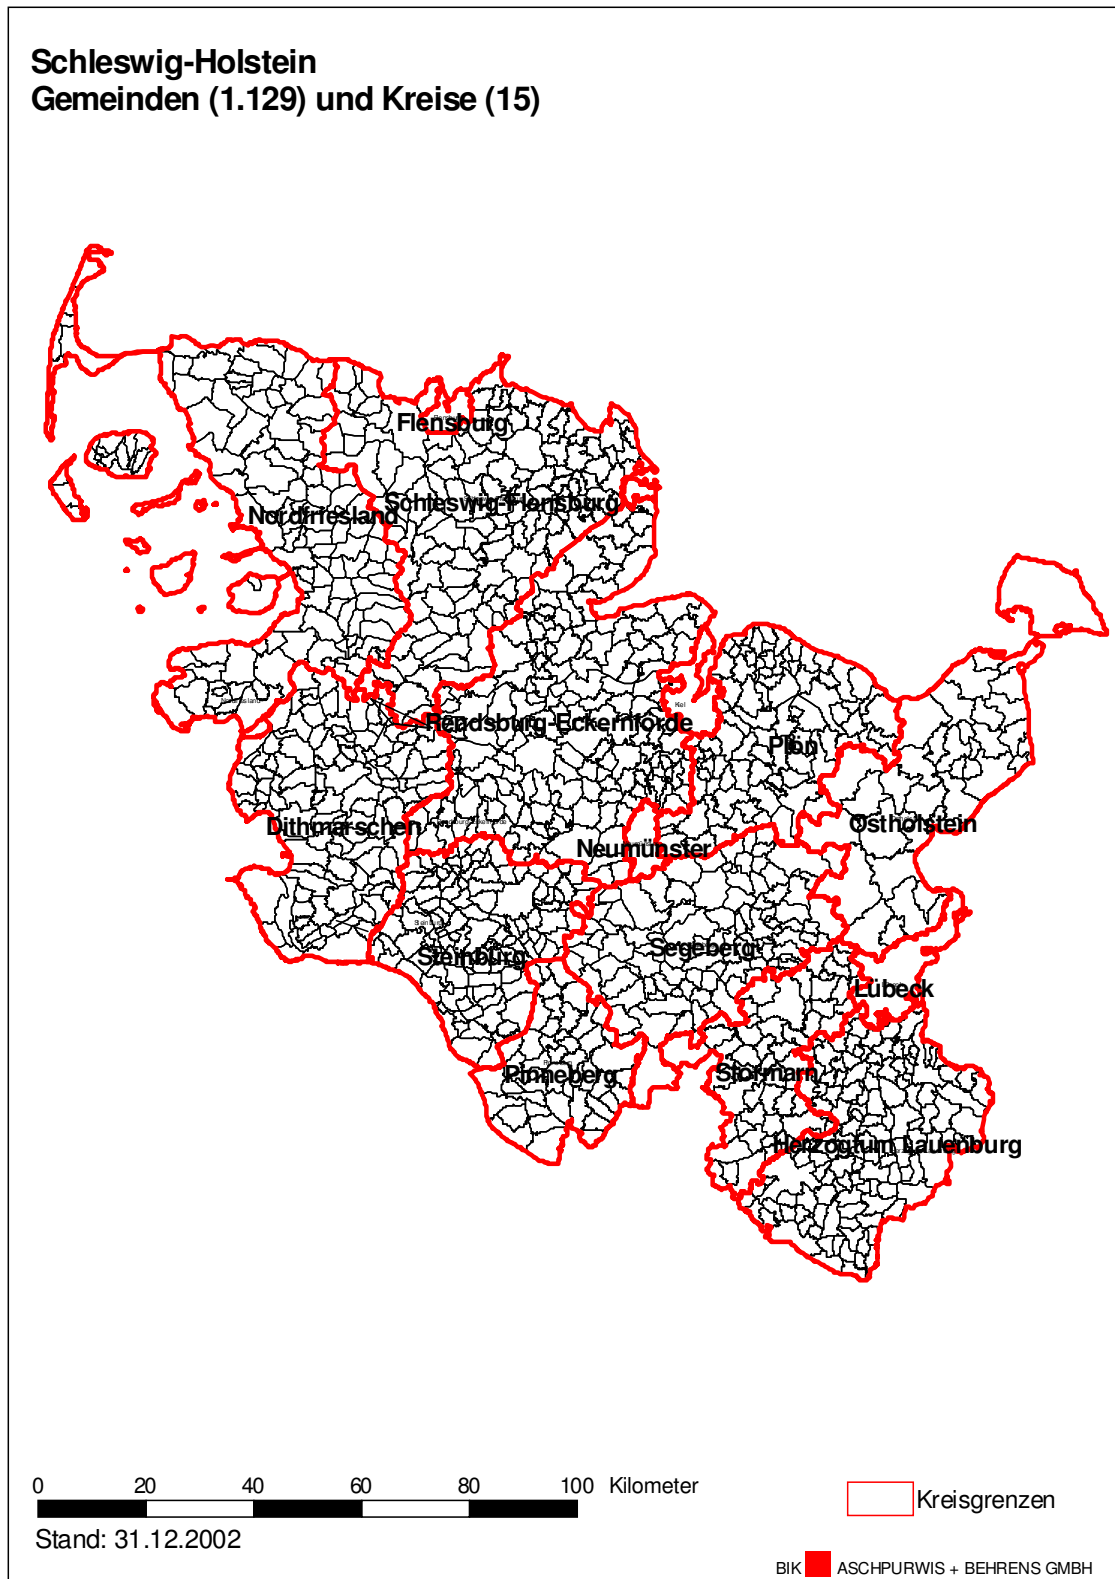 Schleswig-Holstein
Gemeinden (1.129) und Kreise (15)
Flensburg
Schleswig-Flensburg
Nordfriesland
Kiel
Rendsburg-Eckernförde
Plön
Ostholstein
Dithmarschen
Neumünster
Segeberg
Steinburg
Lübeck
Pinneberg
Stormarn
Herzogtum Lauenburg
0 20 40 60 80 100 Kilometer
Stand: 31.12.2002
Kreisgrenzen
BIK ASCHPURWIS + BEHRENS GMBH